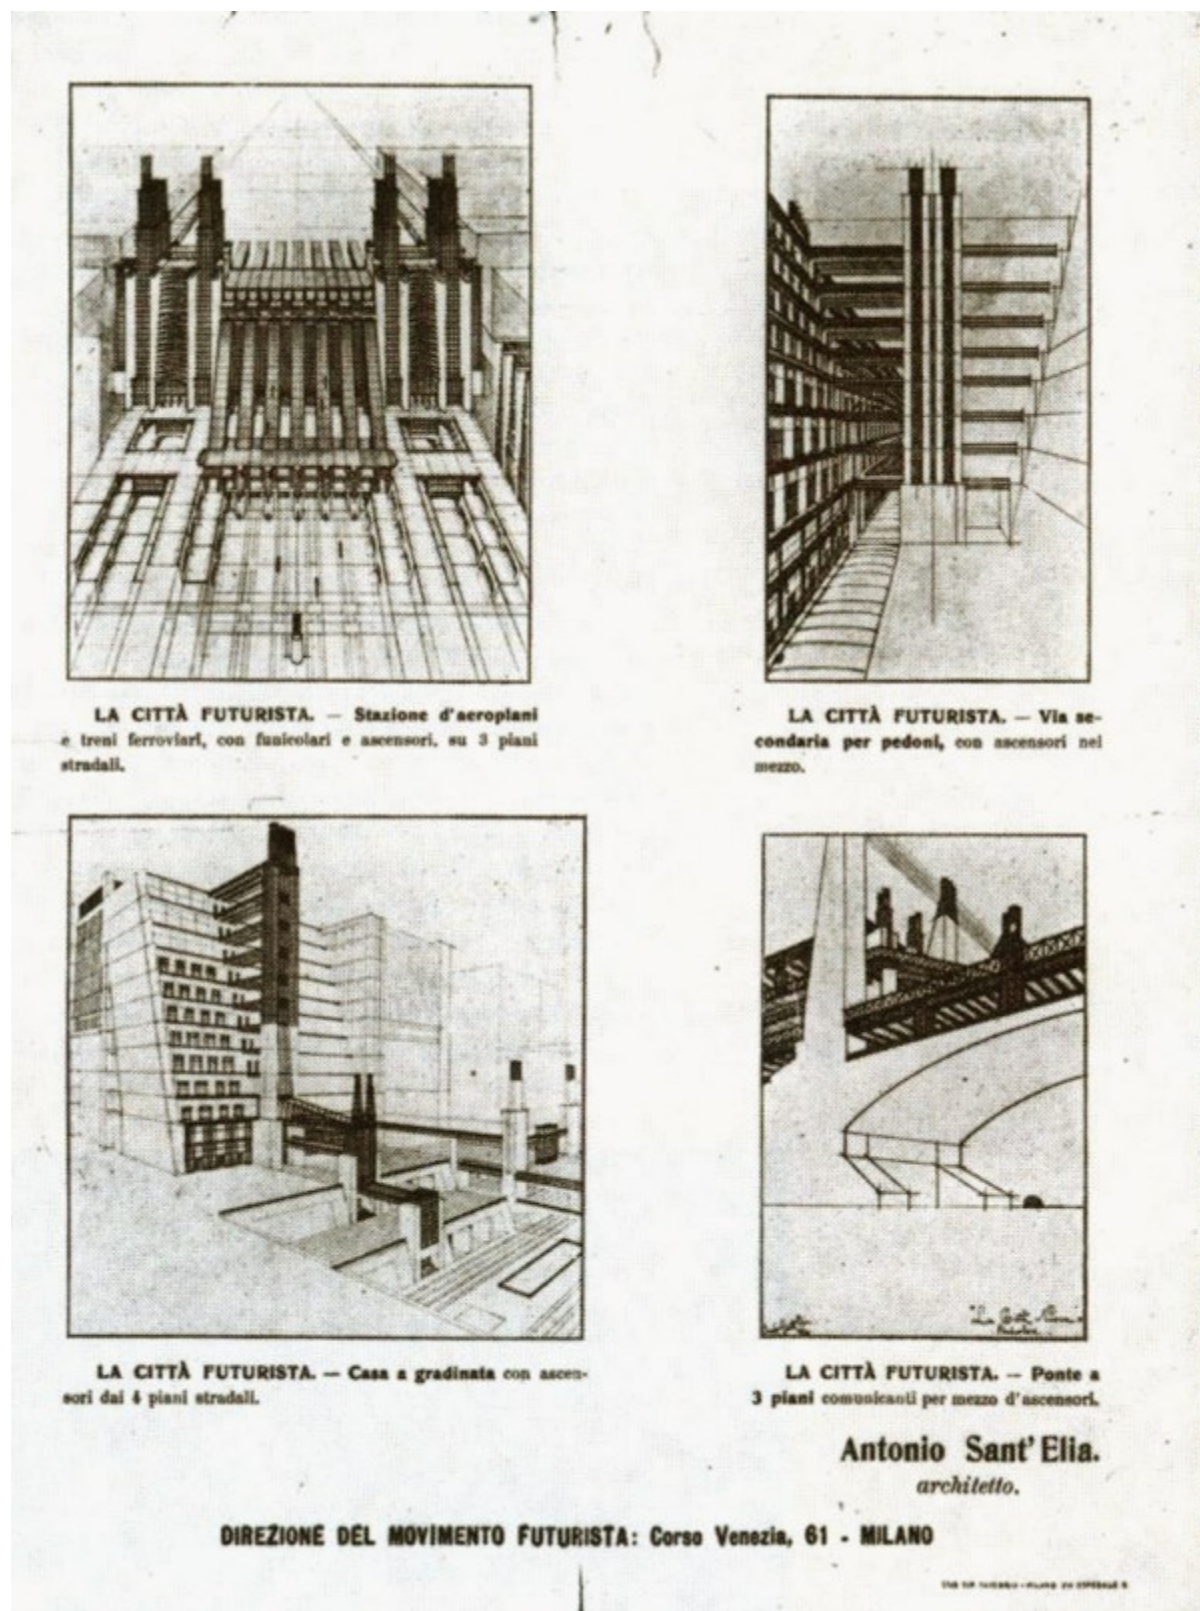 LA CITTÀ FUTURISTA. — Stazione d'aeroplani
e treni ferroviari, con funicolari e ascensori, su 3 piani
stradali.
LA CITTÀ FUTURISTA. — Via se-
condaria per pedoni, con ascensori nel
mezzo.
LA CITTÀ FUTURISTA. — Casa a gradinata con ascen-
sori dai 4 piani stradali.
LA CITTÀ FUTURISTA. — Ponte a
3 piani comunicanti per mezzo d'ascensori.
Antonio Sant'Elia.
architetto.
DIREZIONE DEL MOVIMENTO FUTURISTA: Corso Venezia, 61 - MILANO